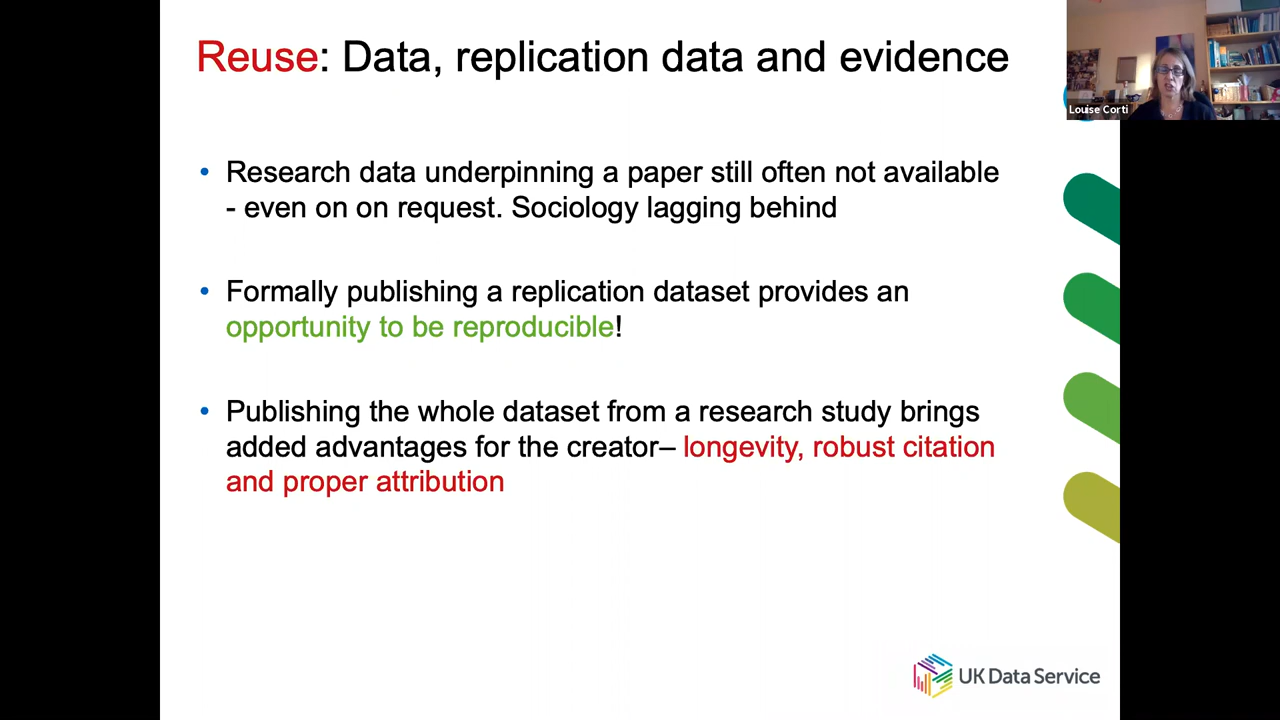 Reuse: Data, replication data and evidence
Louise Corti
• Research data underpinning a paper still often not available
- even on on request. Sociology lagging behind
• Formally publishing a replication dataset provides an
opportunity to be reproducible!
• Publishing the whole dataset from a research study brings
added advantages for the creator– longevity, robust citation
and proper attribution
UK Data Service